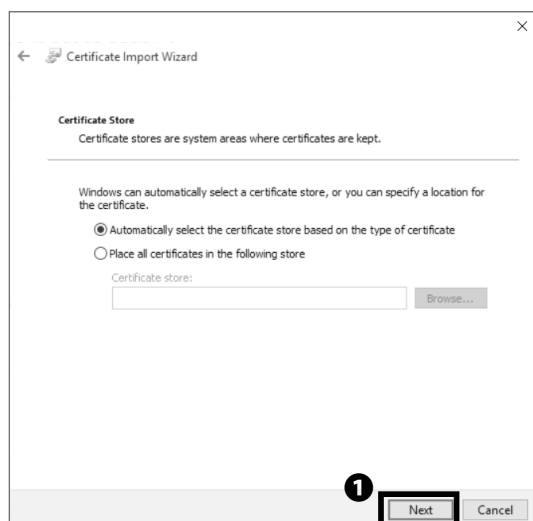 Certificate Import Wizard
Certificate Store
Certificate stores are system areas where certificates are kept.
Windows can automatically select a certificate store, or you can specify a location for
the certificate.
Automatically select the certificate store based on the type of certificate
Place all certificates in the following store
Certificate store:
Browse...
1
Next Cancel